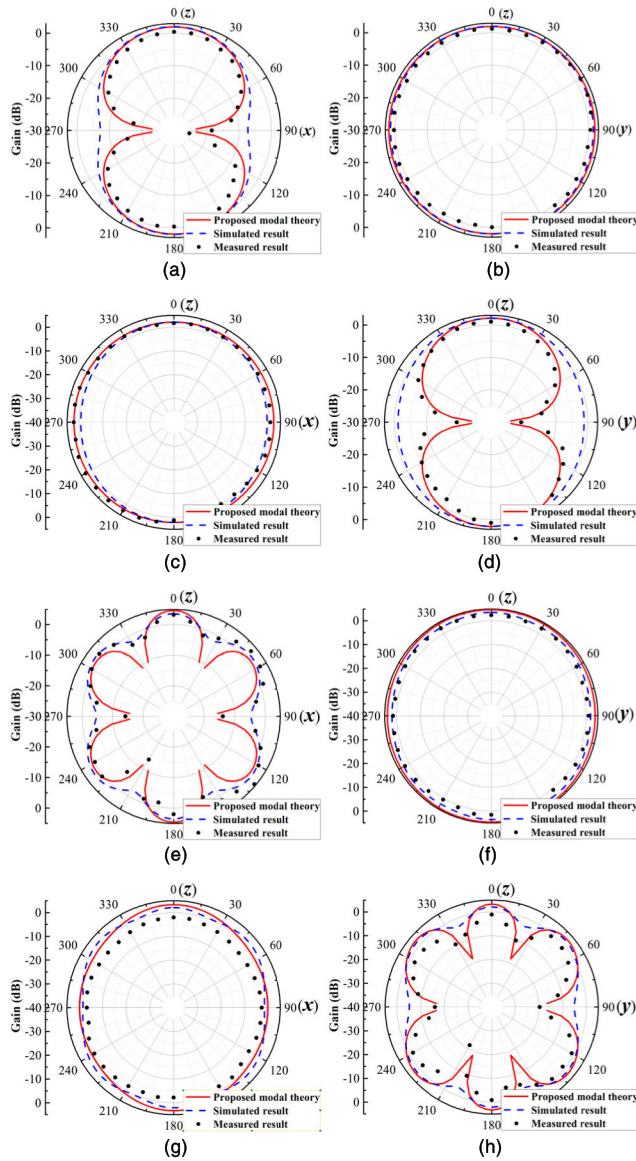 0 (z)
330 30
300 60
270 90 (x)
240 120
210
180
0
-10
-20
-30
-20
-10
0
Gain (dB)
Proposed modal theory
Simulated result
Measured result
(a)
0 (z)
330 30
300 60
270 90 (y)
240 120
210
180
0
-10
-20
-30
-20
-10
0
Gain (dB)
Proposed modal theory
Simulated result
Measured result
(b)
0 (z)
330 30
300 60
270 90 (x)
240 120
210
180
0
-10
-20
-30
-40
-30
-20
-10
0
Gain (dB)
Proposed modal theory
Simulated result
Measured result
(c)
0 (z)
330 30
300 60
270 90 (y)
240 120
210
180
0
-10
-20
-30
-20
-10
0
Gain (dB)
Proposed modal theory
Simulated result
Measured result
(d)
0 (z)
330 30
300 60
270 90 (x)
240 120
210
180
0
-10
-20
-30
-20
-10
0
Gain (dB)
Proposed modal theory
Simulated result
Measured result
(e)
0 (z)
330 30
300 60
270 90 (y)
240 120
210
180
0
-10
-20
-30
-40
-30
-20
-10
0
Gain (dB)
Proposed modal theory
Simulated result
Measured result
(f)
0 (z)
330 30
300 60
270 90 (x)
240 120
210
180
0
-10
-20
-30
-40
-30
-20
-10
0
Gain (dB)
Proposed modal theory
Simulated result
Measured result
(g)
0 (z)
330 30
300 60
270 90 (y)
240 120
210
180
0
-10
-20
-30
-40
-30
-20
-10
0
Gain (dB)
Proposed modal theory
Simulated result
Measured result
(h)